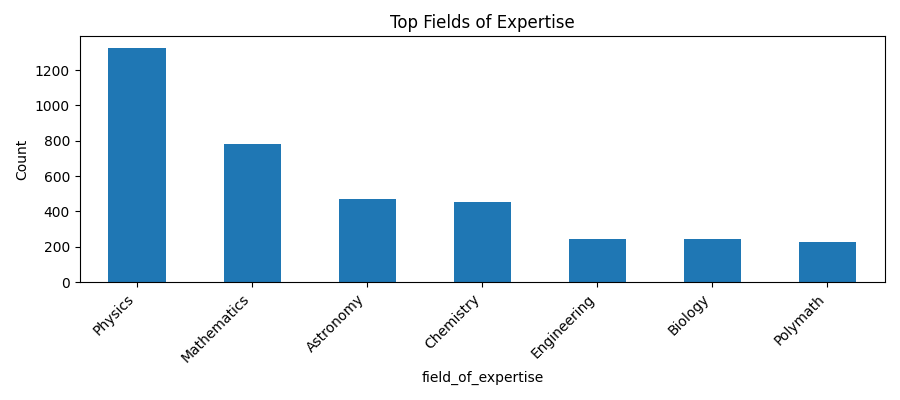 Top Fields of Expertise
Count
1200
1000
800
600
400
200
0
Physics
Mathematics
Astronomy
Chemistry
Engineering
Biology
Polymath
field_of_expertise